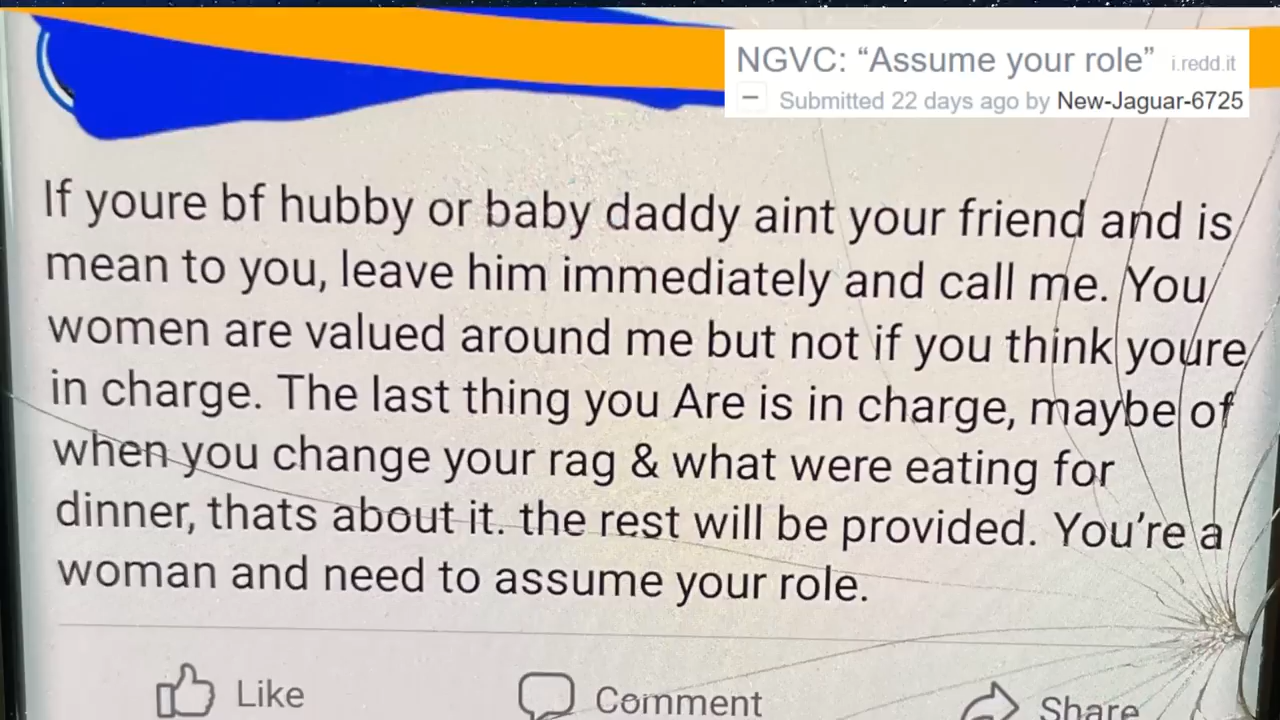 NGVC: “Assume your role” i.redd.it
Submitted 22 days ago by New-Jaguar-6725
If youre bf hubby or baby daddy aint your friend and is
mean to you, leave him immediately and call me. You
women are valued around me but not if you think youre
in charge. The last thing you Are is in charge, maybe of
when you change your rag & what were eating for
dinner, thats about it. the rest will be provided. You’re a
woman and need to assume your role.
Like Comment Share